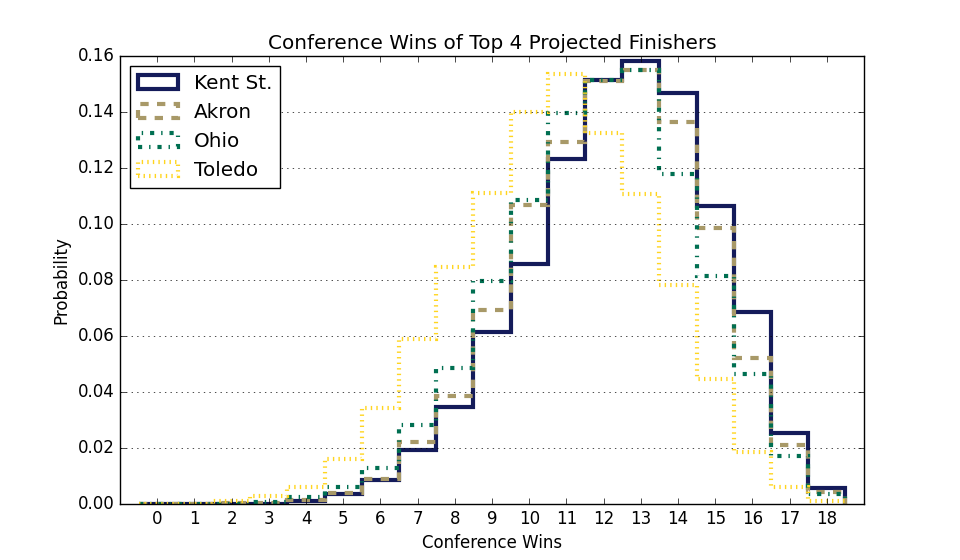 Conference Wins of Top 4 Projected Finishers
Kent St.
Akron
Ohio
Toledo
0.16
0.14
0.12
0.10
0.08
0.06
0.04
0.02
0.00
Probability
0 1 2 3 4 5 6 7 8 9 10 11 12 13 14 15 16 17 18
Conference Wins